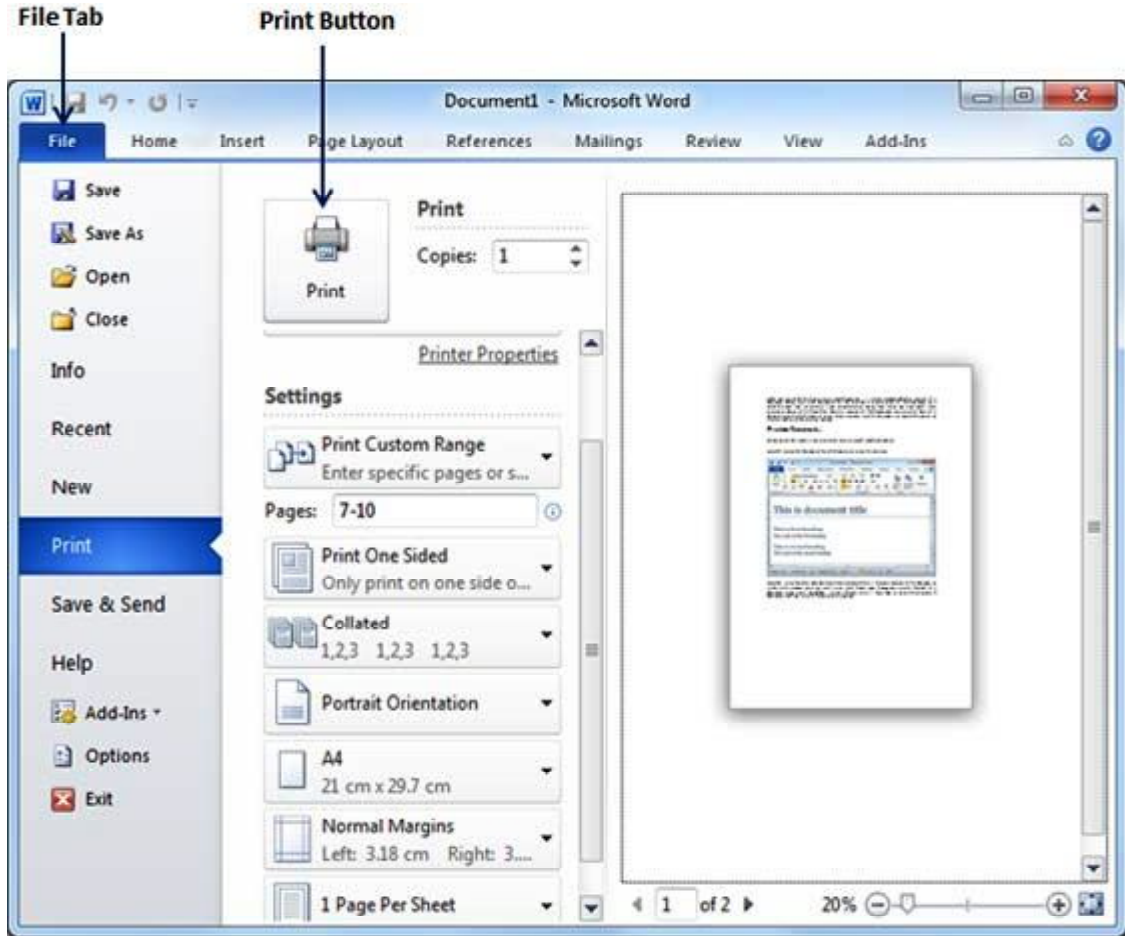 File Tab
Print Button
Document1 - Microsoft Word
File Home Insert Page Layout References Mailings Review View Add-Ins
Save
Save As
Open
Close
Info
Recent
New
Print
Save & Send
Help
Add-Ins
Options
Exit
Print
Print
Copies: 1
Printer Properties
Settings
Print Custom Range
Enter specific pages or s...
Pages: 7-10
Print One Sided
Only print on one side o...
Collated
1,2,3 1,2,3 1,2,3
Portrait Orientation
A4
21 cm x 29.7 cm
Normal Margins
Left: 3.18 cm Right: 3....
1 Page Per Sheet
This is document title
1 of 2
20%